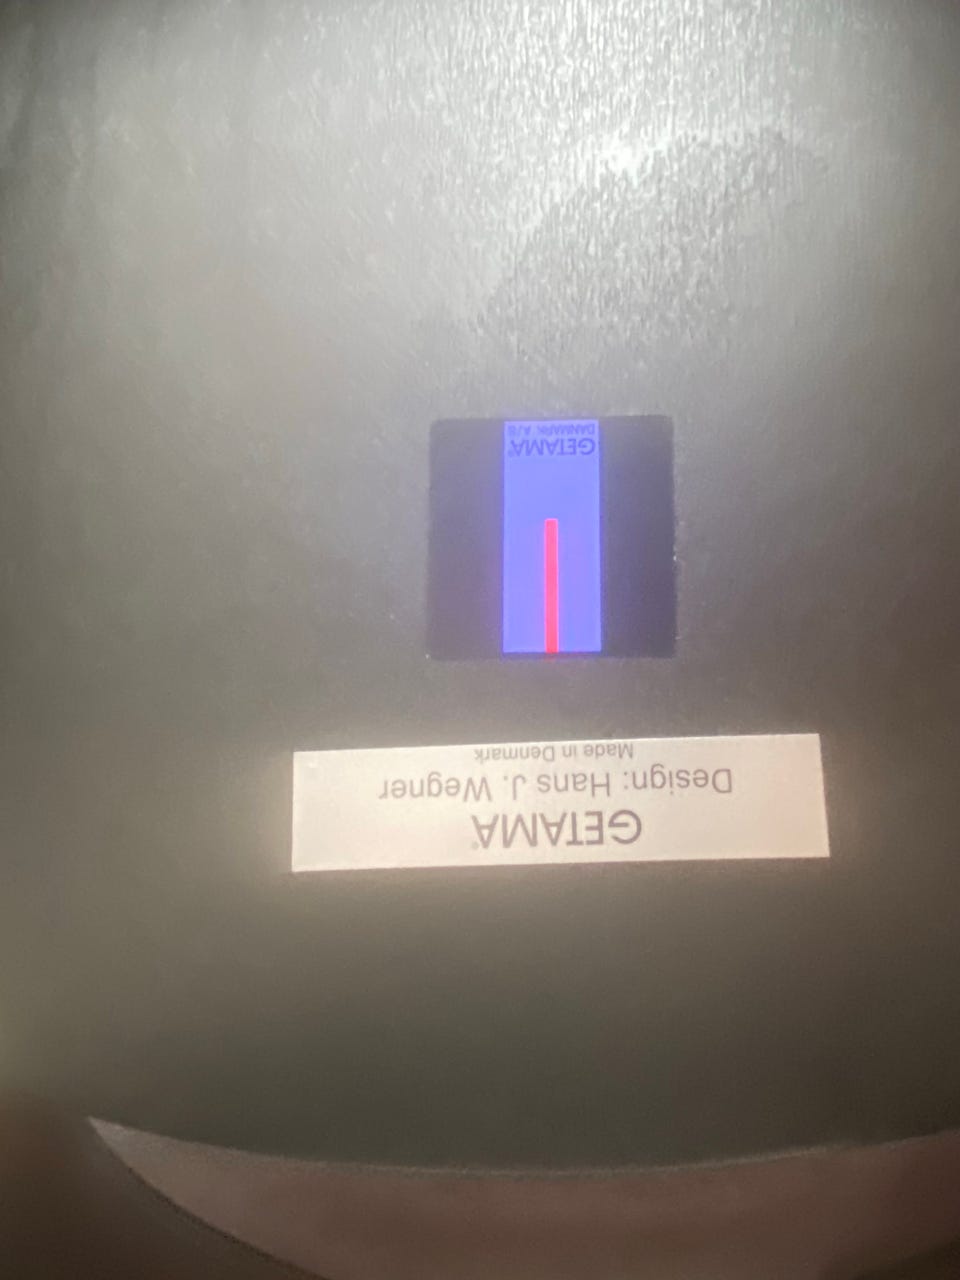 GETAMA®
Design: Hans J. Wegner
Made in Denmark
GETAMA®
DANMARK A/S